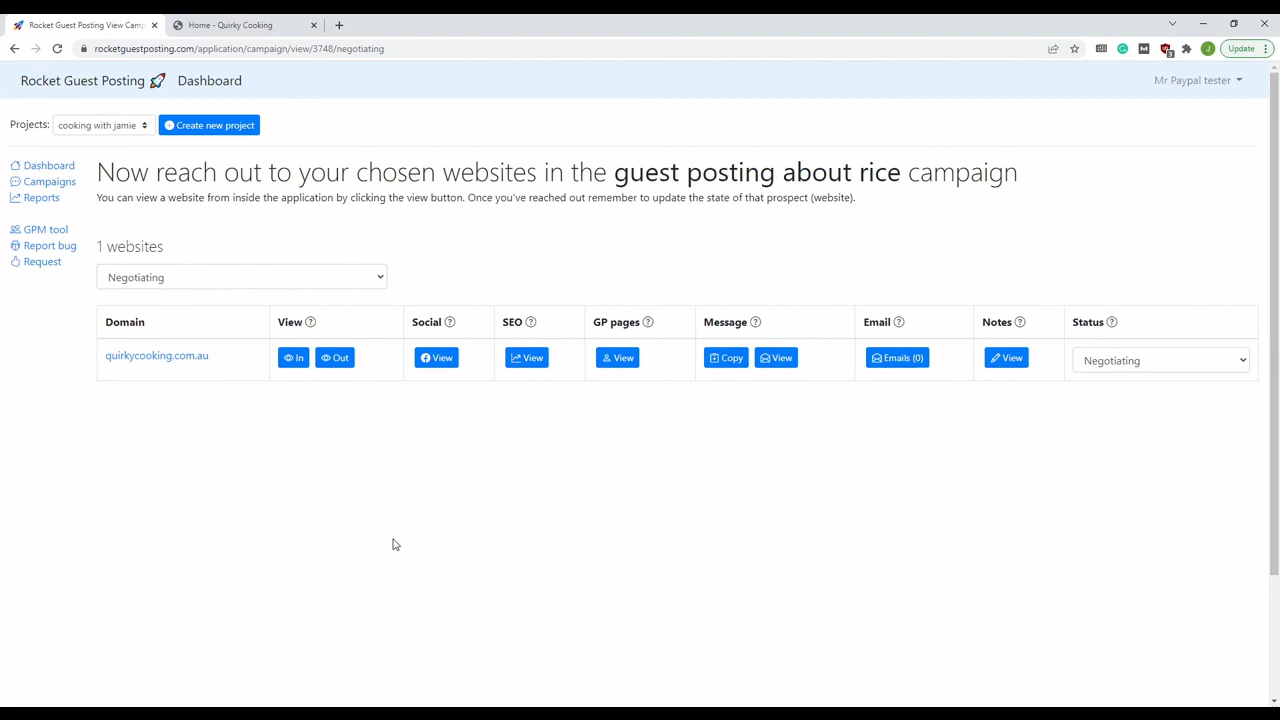 Rocket Guest Posting View Camp
Home - Quirky Cooking
rocketguestposting.com/application/campaign/view/3748/negotiating
J
Update
3
Rocket Guest Posting
Dashboard
Mr Paypal tester
Projects:
cooking with jamie
Create new project
Dashboard
Campaigns
Reports
GPM tool
Report bug
Request
Now reach out to your chosen websites in the guest posting about rice campaign
You can view a website from inside the application by clicking the view button. Once you've reached out remember to update the state of that prospect (website).
1 websites
Negotiating
Domain View Social SEO GP pages Message Email Notes Status
quirkycooking.com.au In Out View View View Copy View Emails (0) View Negotiating